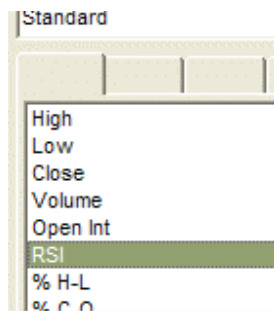 Standard
High
Low
Close
Volume
Open Int
RSI
% H-L
% C-O